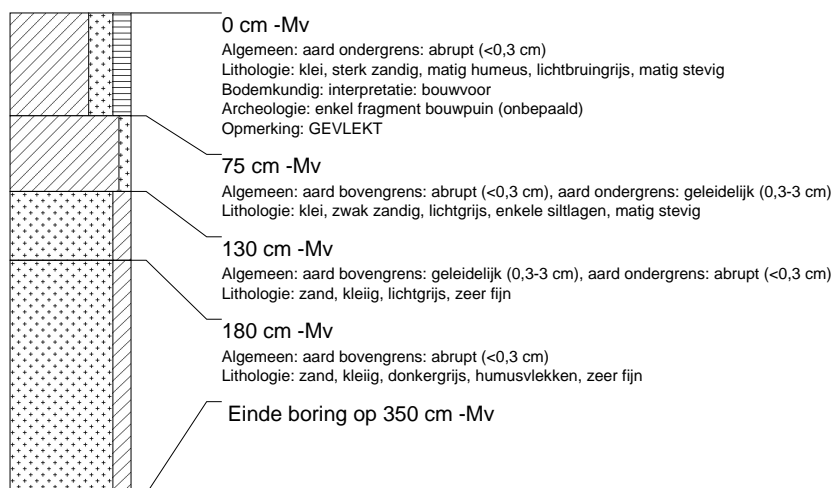 0 cm -Mv
Algemeen: aard ondergrens: abrupt (<0,3 cm)
Lithologie: klei, sterk zandig, matig humeus, lichtbruingrijs, matig stevig
Bodemkundig: interpretatie: bouwvoor
Archeologie: enkel fragment bouwpuin (onbepaald)
Opmerking: GEVLEKT
75 cm -Mv
Algemeen: aard bovengrens: abrupt (<0,3 cm), aard ondergrens: geleidelijk (0,3-3 cm)
Lithologie: klei, zwak zandig, lichtgrijs, enkele siltlagen, matig stevig
130 cm -Mv
Algemeen: aard bovengrens: geleidelijk (0,3-3 cm), aard ondergrens: abrupt (<0,3 cm)
Lithologie: zand, kleiig, lichtgrijs, zeer fijn
180 cm -Mv
Algemeen: aard bovengrens: abrupt (<0,3 cm)
Lithologie: zand, kleiig, donkergrijs, humusvlekken, zeer fijn
Einde boring op 350 cm -Mv